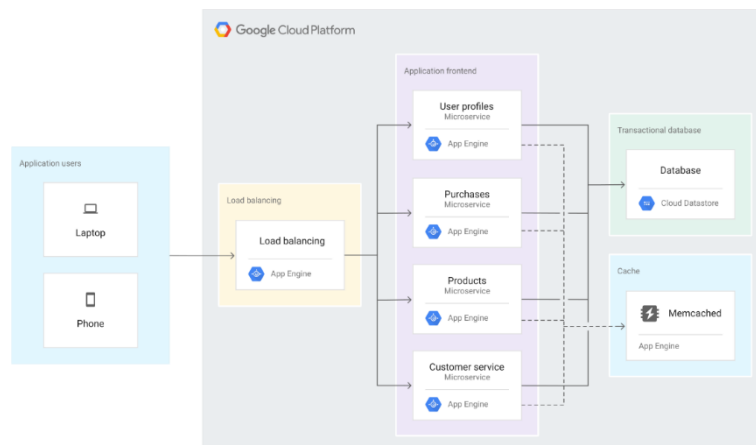 Google Cloud Platform
Application users
Laptop
Phone
Load balancing
Load balancing
App Engine
Application frontend
User profiles
Microservice
App Engine
Purchases
Microservice
App Engine
Products
Microservice
App Engine
Customer service
Microservice
App Engine
Transactional database
Database
Cloud Datastore
Cache
Memcached
App Engine